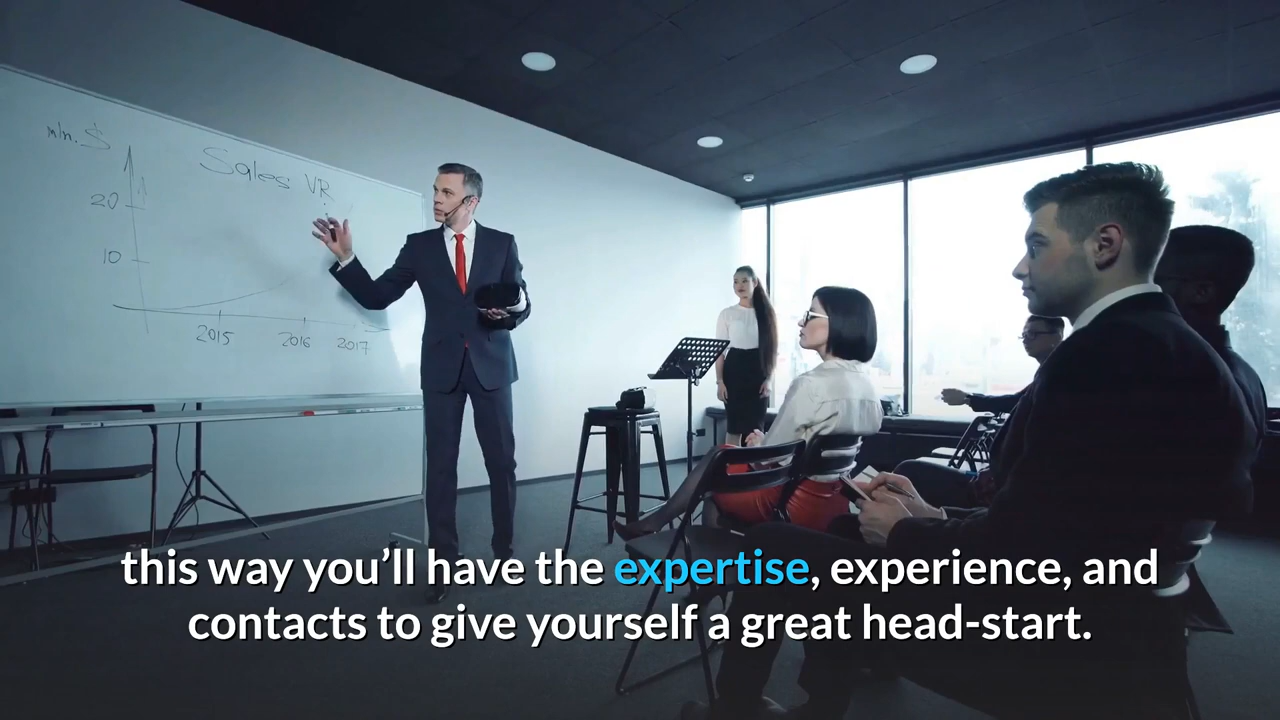 mln. $
Sales VR
20
10
2015 2016 2017
this way you’ll have the expertise, experience, and
contacts to give yourself a great head-start.